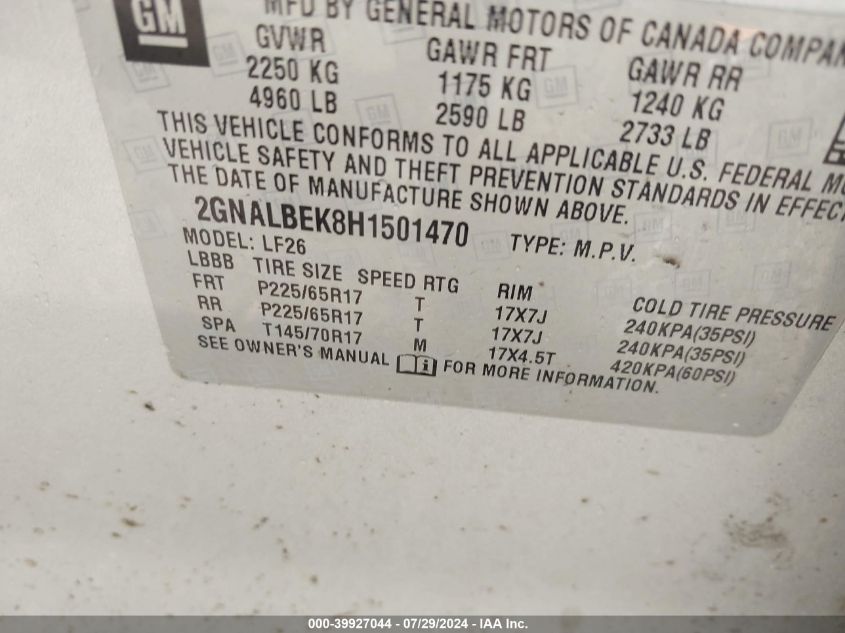 GM
MFD BY GENERAL MOTORS OF CANADA
GVWR GAWR FRT GAWR RR
2250 KG 1175 KG 1240 KG
4960 LB 2590 LB 2733 LB
THIS VEHICLE CONFORMS TO ALL APPLICABLE U.S. FEDERAL
VEHICLE SAFETY AND THEFT PREVENTION STANDARDS IN
THE DATE OF MANUFACTURE SHOWN ABOVE.
2GNALBEK8H1501470 TYPE: M.P.V.
MODEL: LF26
LBBB TIRE SIZE SPEED RTG RIM COLD TIRE PRESSURE
FRT P225/65R17 T 17X7J 240KPA(35PSI)
RR P225/65R17 T 17X7J 240KPA(35PSI)
SPA T145/70R17 M 17X4.5T 420KPA(60PSI)
SEE OWNER'S MANUAL i FOR MORE INFORMATION.
000-39927044 - 07/29/2024 - IAA Inc.